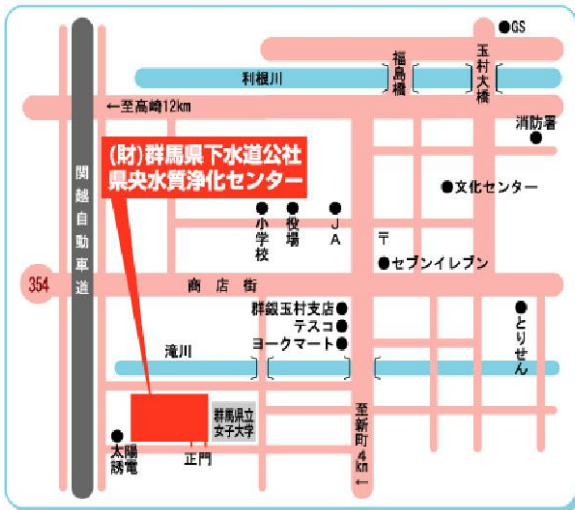 ●GS
福島橋
玉村大橋
利根川
←至高崎12km
消防署
(財)群馬県下水道公社
県央水質浄化センター
関越自動車道
●文化センター
小学校
役場
JA
〒
●セブンイレブン
354
商店街
群銀玉村支店●
テスコ●
ヨークマート●
とりせん
滝川
群馬県立
女子大学
至新町4km←
太陽
誘電
正門